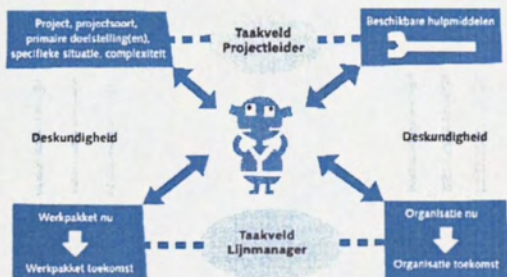 Project, projectsoort,
primaire doelstelling(en),
specifieke situatie, complexiteit
Taakveld
Projectleider
Beschikbare hulpmiddelen
Deskundigheid
Deskundigheid
Werkpakket nu
Werkpakket toekomst
Taakveld
Lijnmanager
Organisatie nu
Organisatie toekomst